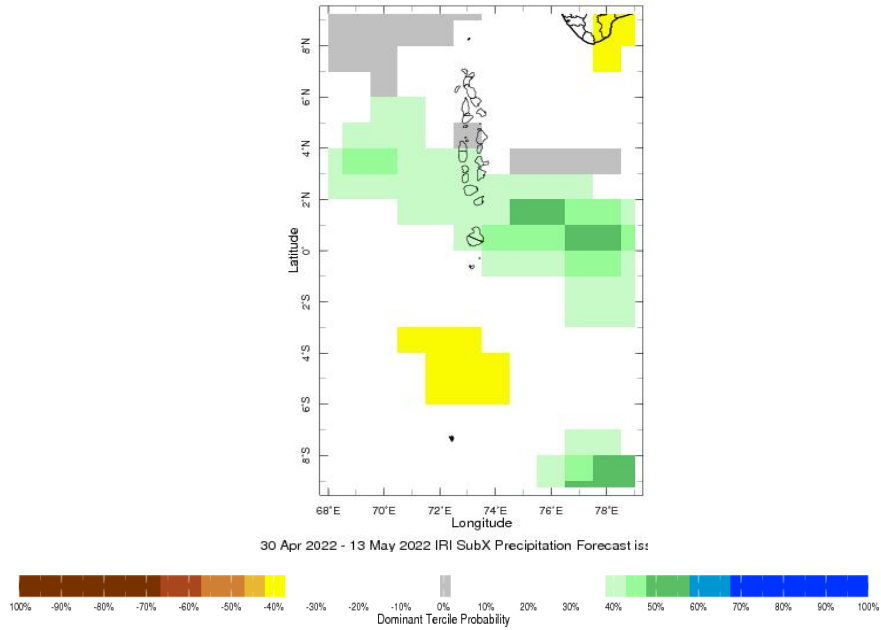 8°N
6°N
4°N
2°N
0°
2°S
4°S
6°S
8°S
Latitude
68°E 70°E 72°E 74°E 76°E 78°E
Longitude
30 Apr 2022 - 13 May 2022 IRI SubX Precipitation Forecast iss
100% -90% -80% -70% -60% -50% -40% -30% -20% -10% 0% 10% 20% 30% 40% 50% 60% 70% 80% 90% 100%
Dominant Tercile Probability